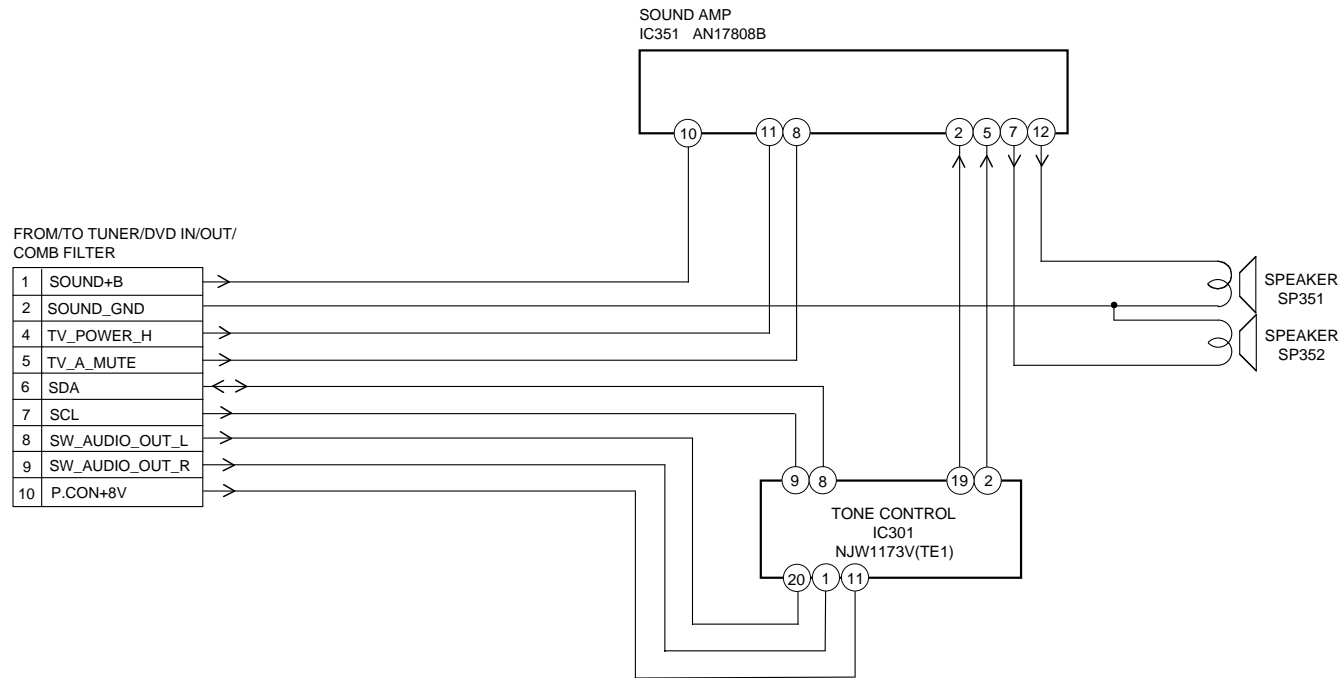 SOUND AMP
IC351 AN17808B
10 11 8 2 5 7 12
FROM/TO TUNER/DVD IN/OUT/
COMB FILTER
1 SOUND+B
2 SOUND_GND
4 TV_POWER_H
5 TV_A_MUTE
6 SDA
7 SCL
8 SW_AUDIO_OUT_L
9 SW_AUDIO_OUT_R
10 P.CON+8V
SPEAKER
SP351
SPEAKER
SP352
9 8 19 2
TONE CONTROL
IC301
NJW1173V(TE1)
20 1 11